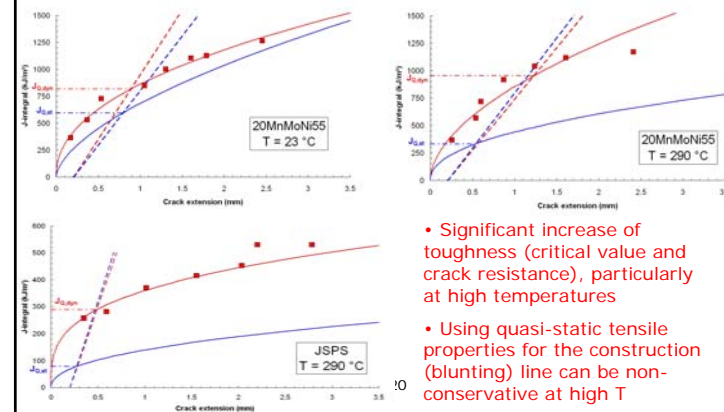 1500
1250
1000
J_Q,dyn
750
J_Q,st
500
250
0
J-integral (kJ/m²)
0 0.5 1 1.5 2 2.5 3 3.5
Crack extension (mm)
20MnMoNi55
T = 23 °C
1500
1250
1000
J_Q,dyn
750
500
J_Q,st
250
0
J-integral (kJ/m²)
0 0.5 1 1.5 2 2.5 3 3.5
Crack extension (mm)
20MnMoNi55
T = 290 °C
600
500
400
300
J_Q,dyn
200
100
J_Q,st
0
J-integral (kJ/m²)
0 0.5 1 1.5 2 2.5 3 3.5
Crack extension (mm)
JSPS
T = 290 °C
20
• Significant increase of
toughness (critical value and
crack resistance), particularly
at high temperatures
• Using quasi-static tensile
properties for the construction
(blunting) line can be non-
conservative at high T